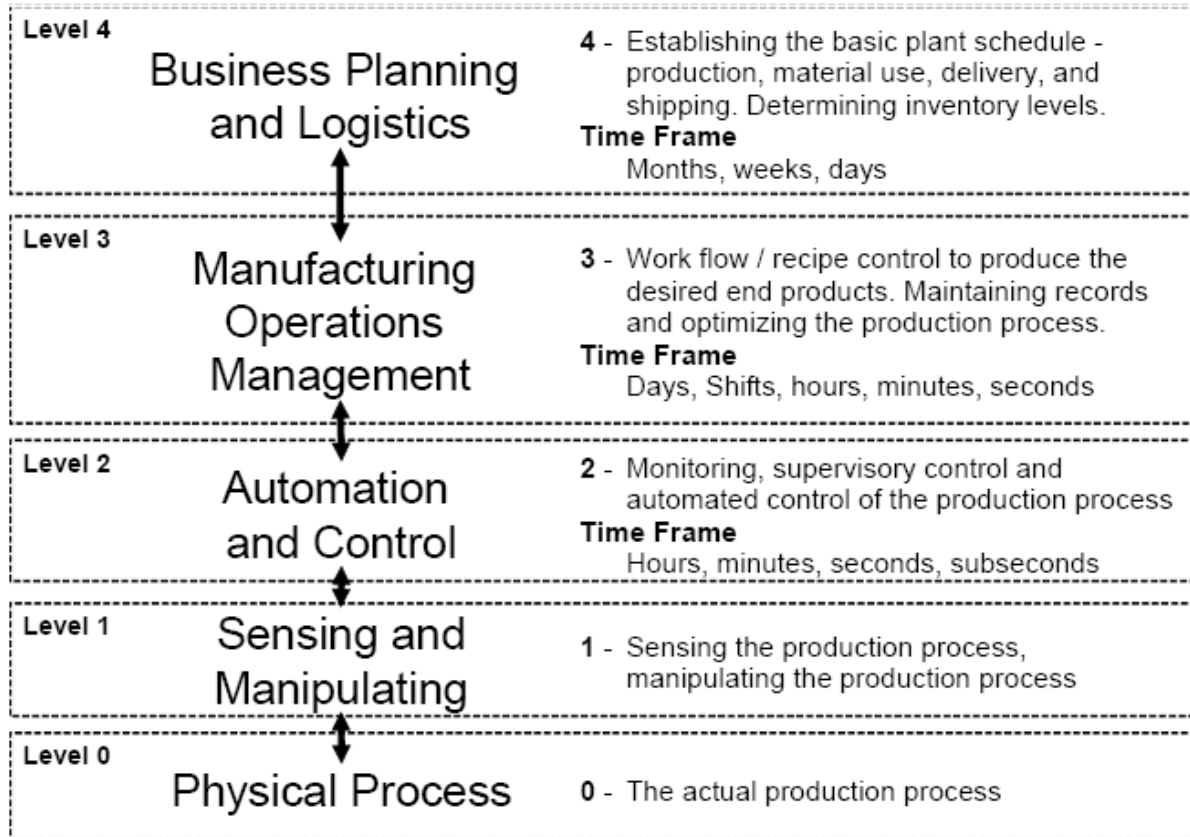 Level 4
Business Planning
and Logistics
4 - Establishing the basic plant schedule -
production, material use, delivery, and
shipping. Determining inventory levels.
Time Frame
Months, weeks, days
Level 3
Manufacturing
Operations
Management
3 - Work flow / recipe control to produce the
desired end products. Maintaining records
and optimizing the production process.
Time Frame
Days, Shifts, hours, minutes, seconds
Level 2
Automation
and Control
2 - Monitoring, supervisory control and
automated control of the production process
Time Frame
Hours, minutes, seconds, subseconds
Level 1
Sensing and
Manipulating
1 - Sensing the production process,
manipulating the production process
Level 0
Physical Process
0 - The actual production process